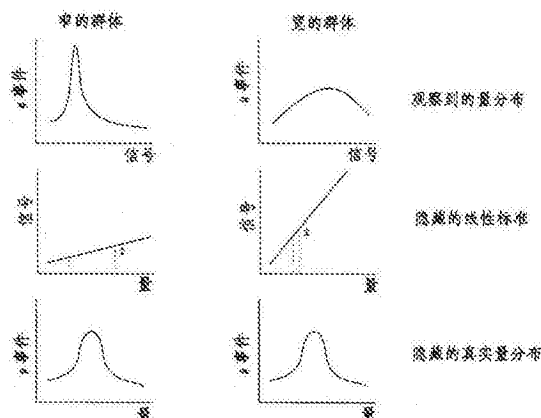 窄的群体 宽的群体
#事件 #事件 观察到的量分布
信号 信号
信号 信号 隐藏的线性标准
量 量
#事件 #事件 隐藏的真实量分布
量 量